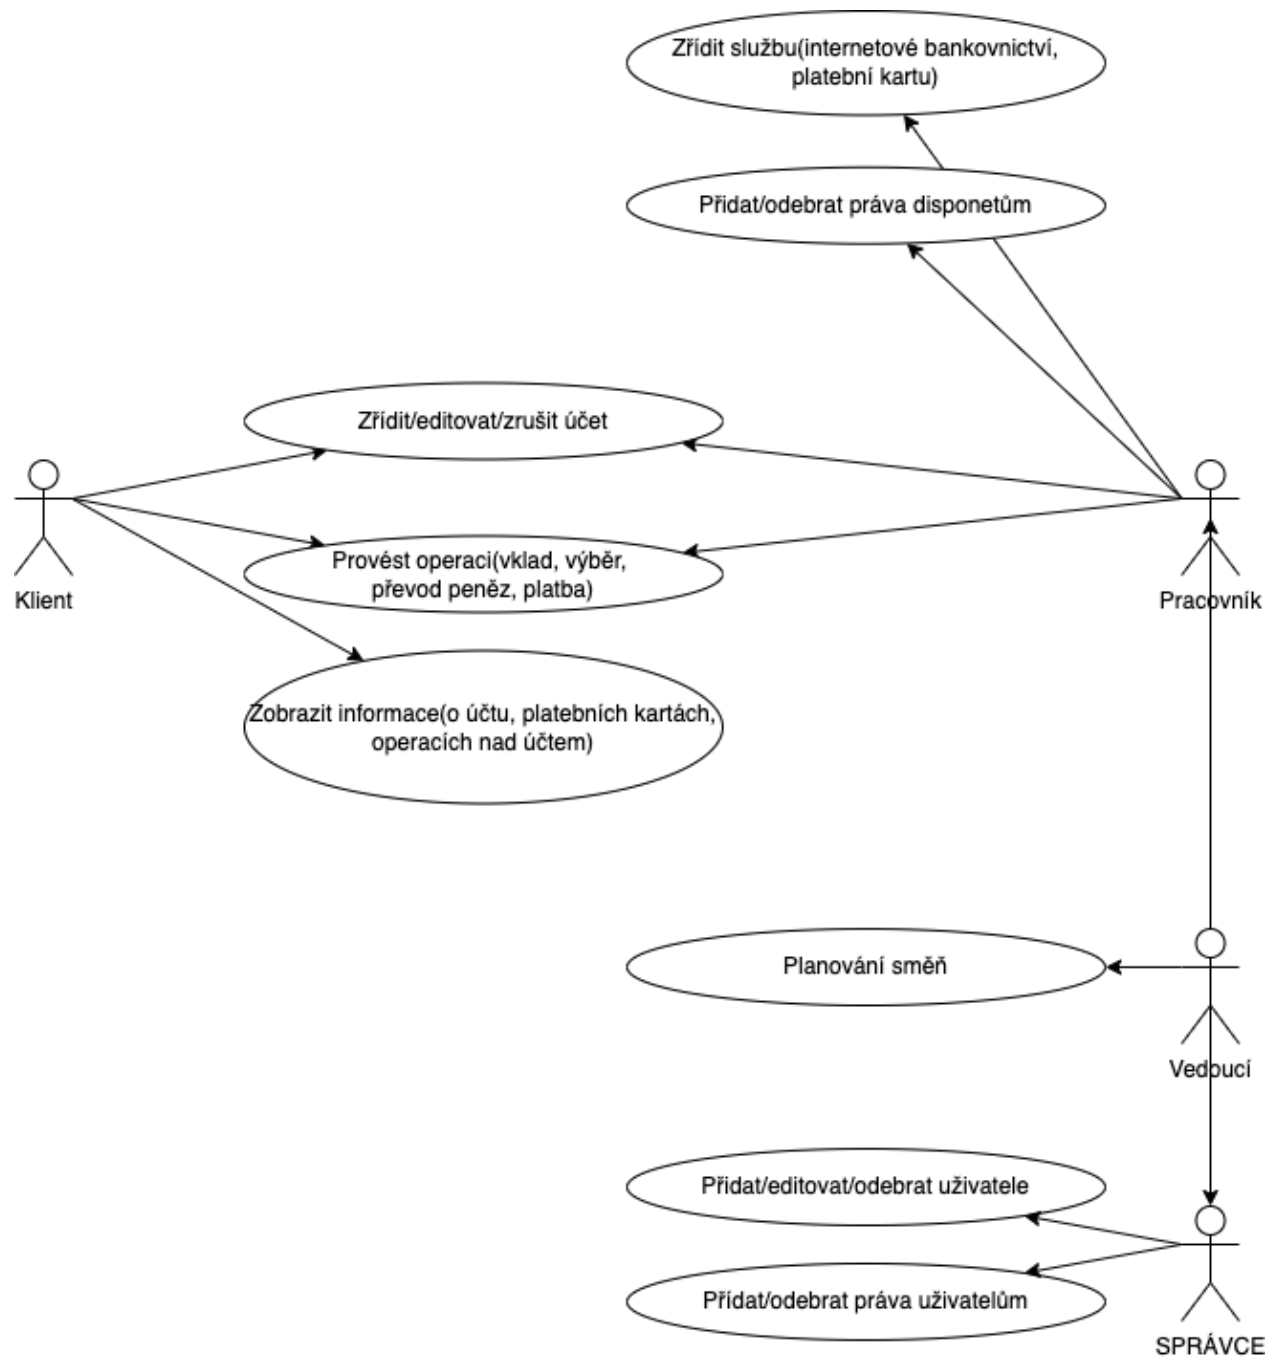 Zřídit službu(internetové bankovnictví,
platební kartu)
Přidat/odebrat práva disponetům
Zřídit/editovat/zrušit účet
Provést operaci(vklad, výběr,
převod peněz, platba)
Klient
Pracovník
Zobrazit informace(o účtu, platebních kartách,
operacích nad účtem)
Planování směň
Vedoucí
Přidat/editovat/odebrat uživatele
Přídat/odebrat práva uživatelům
SPRÁVCE